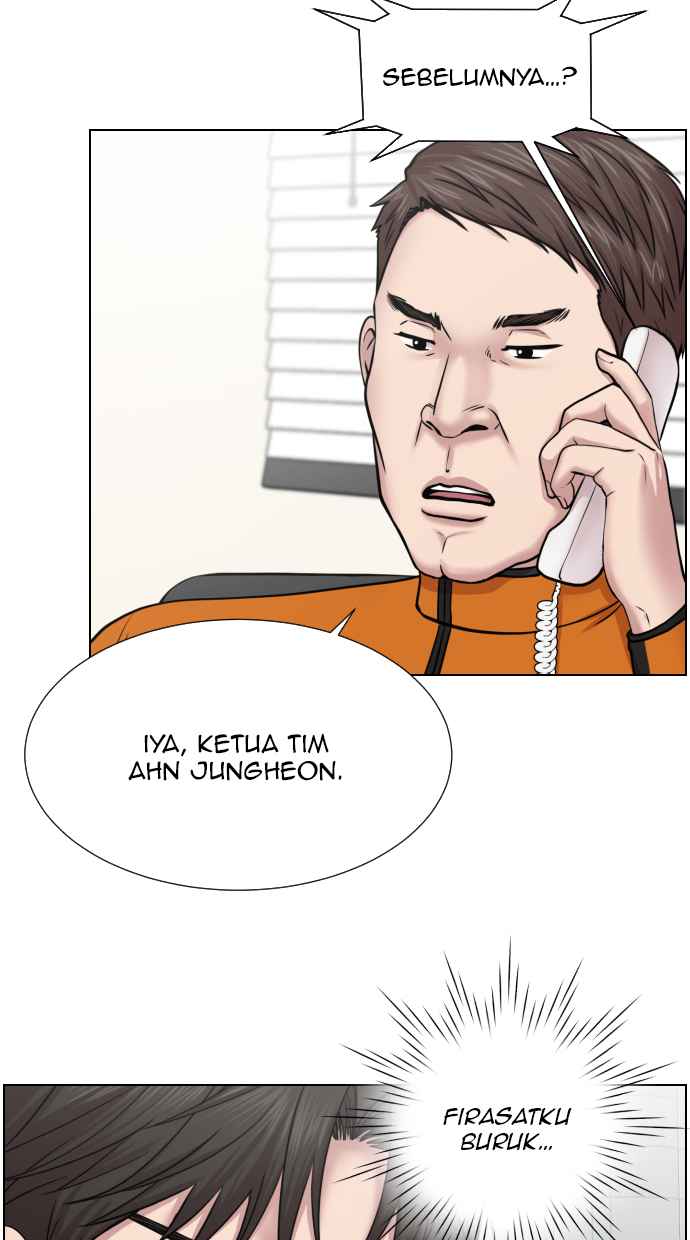 SEBELUMNYA...?
IYA, KETUA TIM
AHN JUNGHEON.
FIRASATKU
BURUK...